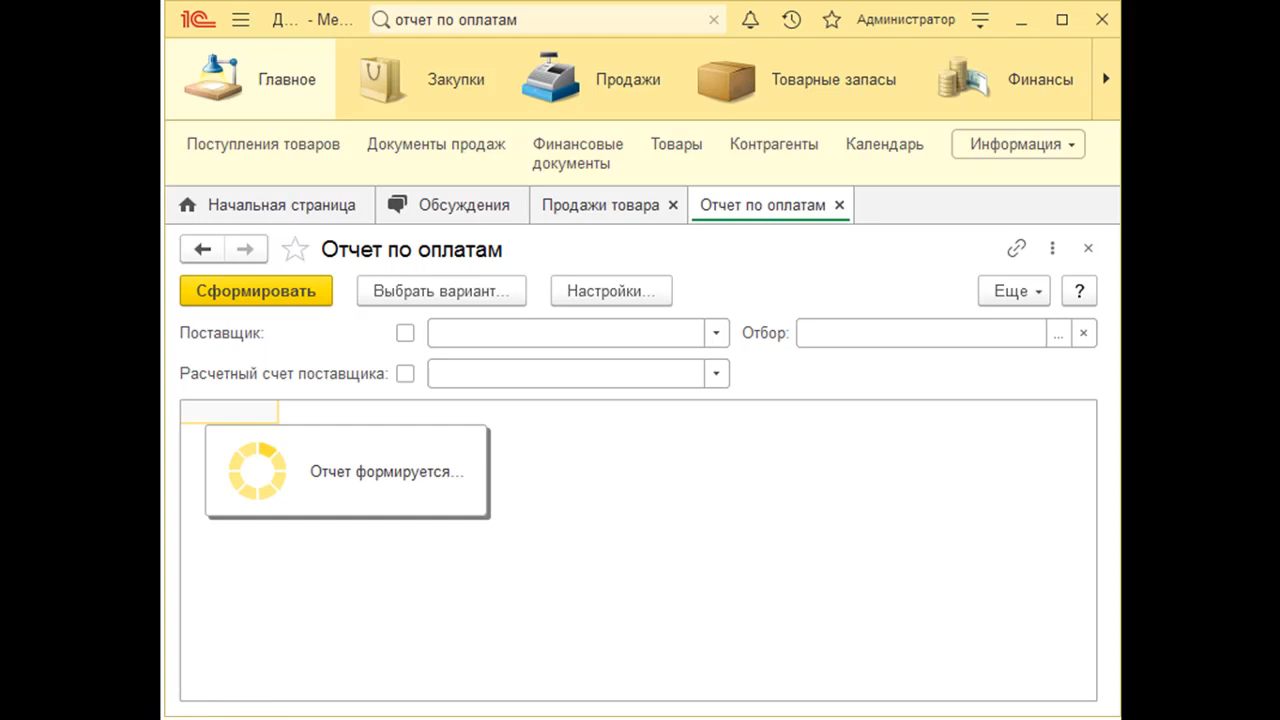 1С Д... - Ме... отчет по оплатам × Администратор
Главное Закупки Продажи Товарные запасы Финансы
Поступления товаров Документы продаж Финансовые документы Товары Контрагенты Календарь Информация
Начальная страница Обсуждения Продажи товара × Отчет по оплатам ×
Отчет по оплатам
Сформировать Выбрать вариант... Настройки... Еще ?
Поставщик: Отбор: ... ×
Расчетный счет поставщика:
Отчет формируется...